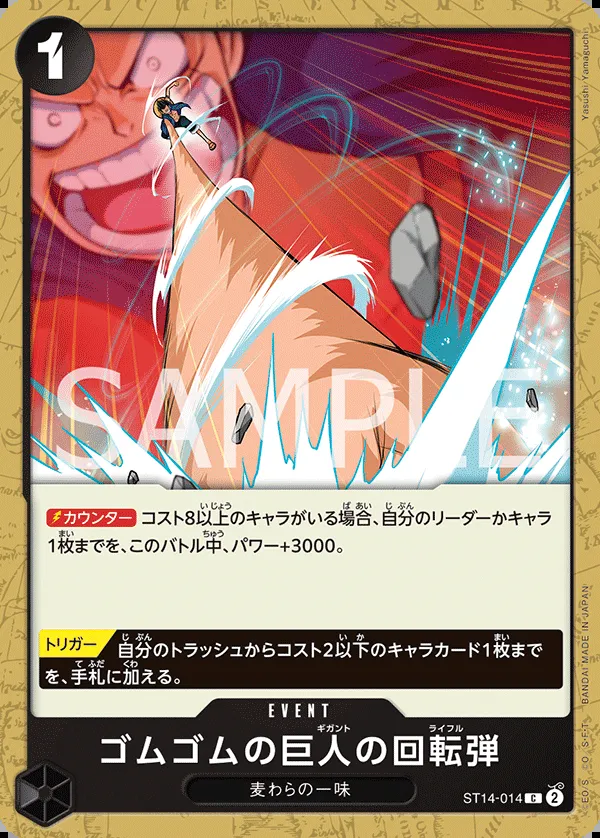 1
Yasushi Yamaguchi
SAMPLE
カウンター コスト8以上のキャラがいる場合、自分のリーダーかキャラ
1枚までを、このバトル中、パワー+3000。
トリガー 自分のトラッシュからコスト2以下のキャラカード1枚まで
を、手札に加える。
EVENT
ゴムゴムの巨人の回転弾
ギガント ライフル
麦わらの一味
ST14-014 C 2
BANDAI MADE IN JAPAN